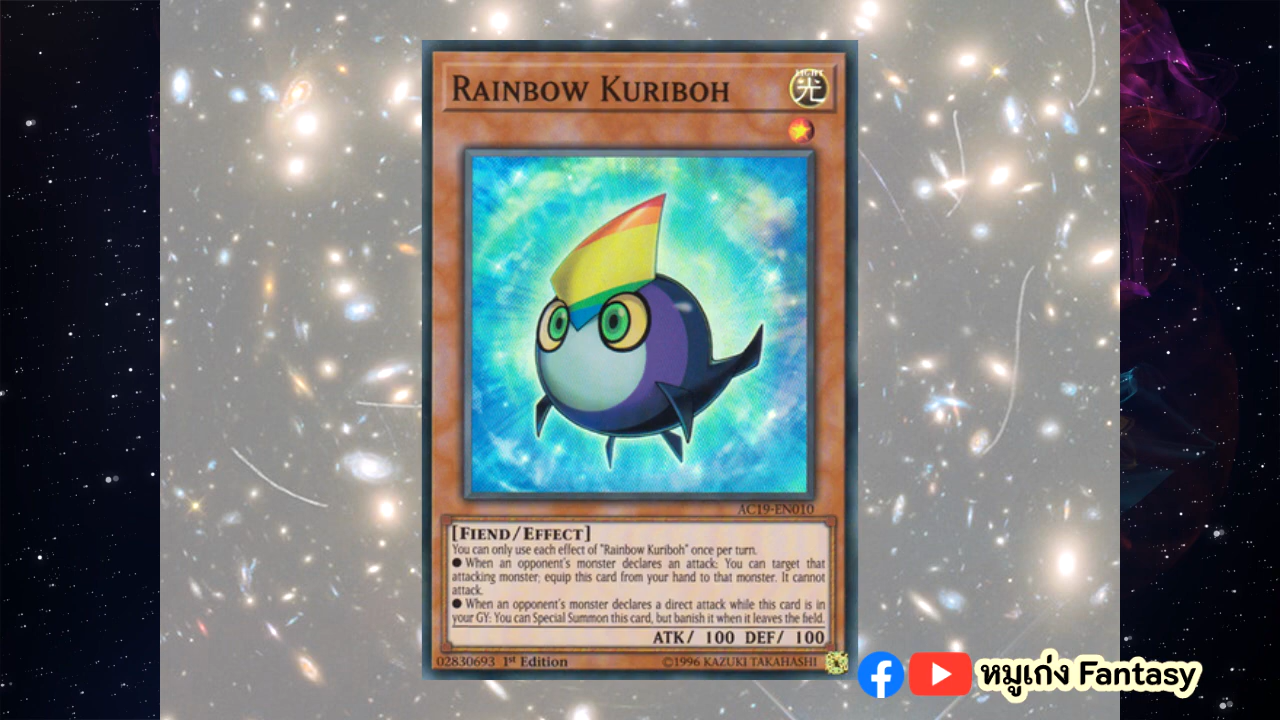 RAINBOW KURIBOH
LIGHT
光
AC19-EN010
[FIEND/EFFECT]
You can only use each effect of "Rainbow Kuriboh" once per turn.
● When an opponent's monster declares an attack: You can target that
attacking monster; equip this card from your hand to that monster. It cannot
attack.
● When an opponent's monster declares a direct attack while this card is in
your GY: You can Special Summon this card, but banish it when it leaves the field.
ATK/ 100 DEF/ 100
02830693 1st Edition ©1996 KAZUKI TAKAHASHI
หมูเก่ง Fantasy